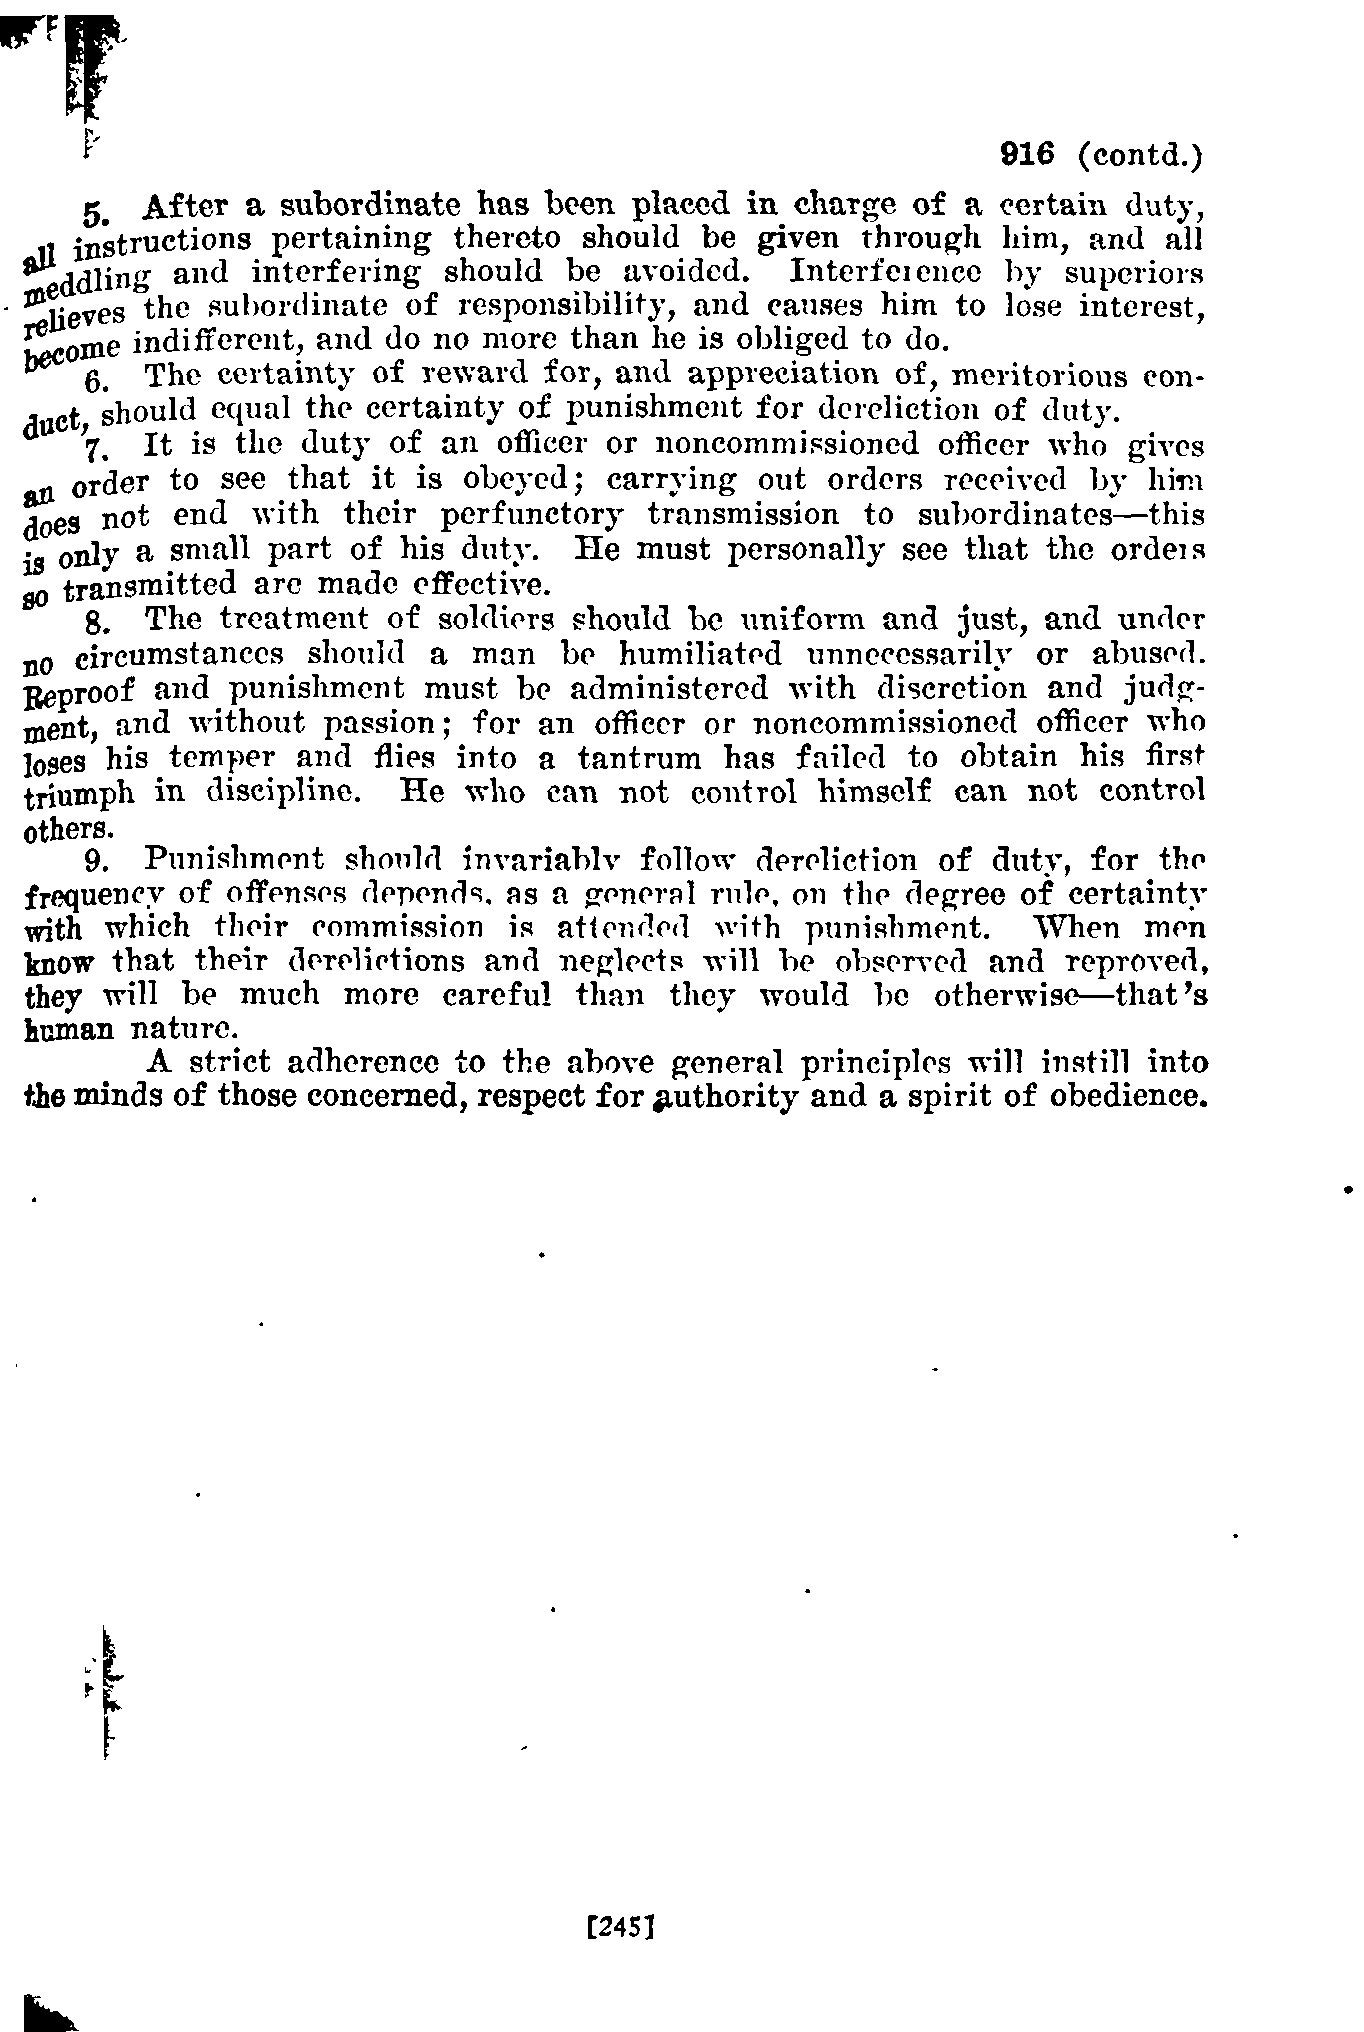 916 (contd.)
5. After a subordinate has been placed in charge of a certain duty,
all instructions pertaining thereto should be given through him, and all
meddling and interfering should be avoided. Interference by superiors
relieves the subordinate of responsibility, and causes him to lose interest,
become indifferent, and do no more than he is obliged to do.
6. The certainty of reward for, and appreciation of, meritorious con-
duct, should equal the certainty of punishment for dereliction of duty.
7. It is the duty of an officer or noncommissioned officer who gives
an order to see that it is obeyed; carrying out orders received by him
does not end with their perfunctory transmission to subordinates—this
is only a small part of his duty. He must personally see that the orders
so transmitted are made effective.
8. The treatment of soldiers should be uniform and just, and under
no circumstances should a man be humiliated unnecessarily or abused.
Reproof and punishment must be administered with discretion and judg-
ment, and without passion; for an officer or noncommissioned officer who
loses his temper and flies into a tantrum has failed to obtain his first
triumph in discipline. He who can not control himself can not control
others.
9. Punishment should invariably follow dereliction of duty, for the
frequency of offenses depends, as a general rule, on the degree of certainty
with which their commission is attended with punishment. When men
know that their derelictions and neglects will be observed and reproved,
they will be much more careful than they would be otherwise—that's
human nature.
A strict adherence to the above general principles will instill into
the minds of those concerned, respect for authority and a spirit of obedience.
[245]